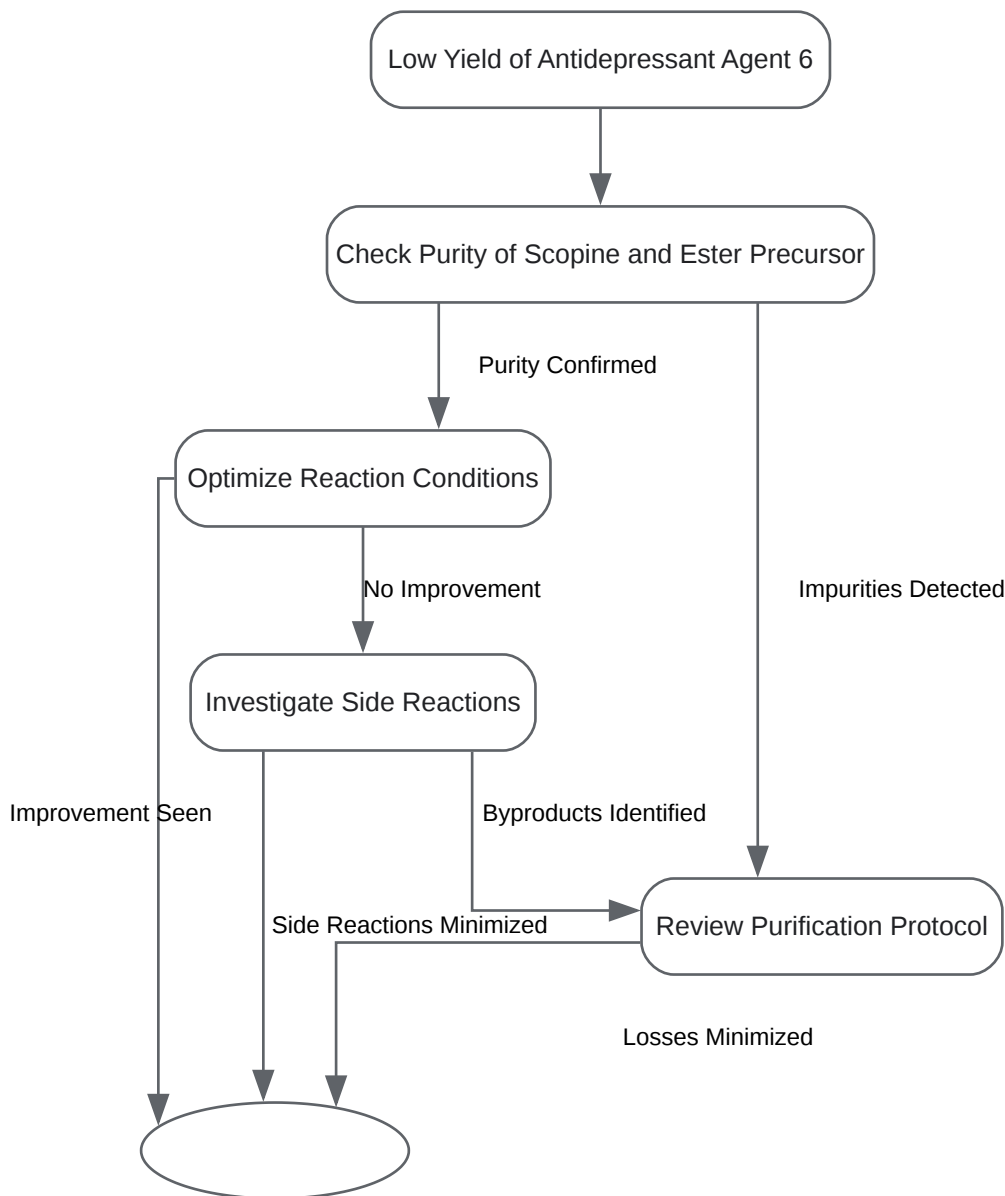 Low Yield of Antidepressant Agent 6
Check Purity of Scopine and Ester Precursor
Purity Confirmed
Optimize Reaction Conditions
No Improvement
Impurities Detected
Investigate Side Reactions
Improvement Seen
Byproducts Identified
Side Reactions Minimized
Review Purification Protocol
Losses Minimized